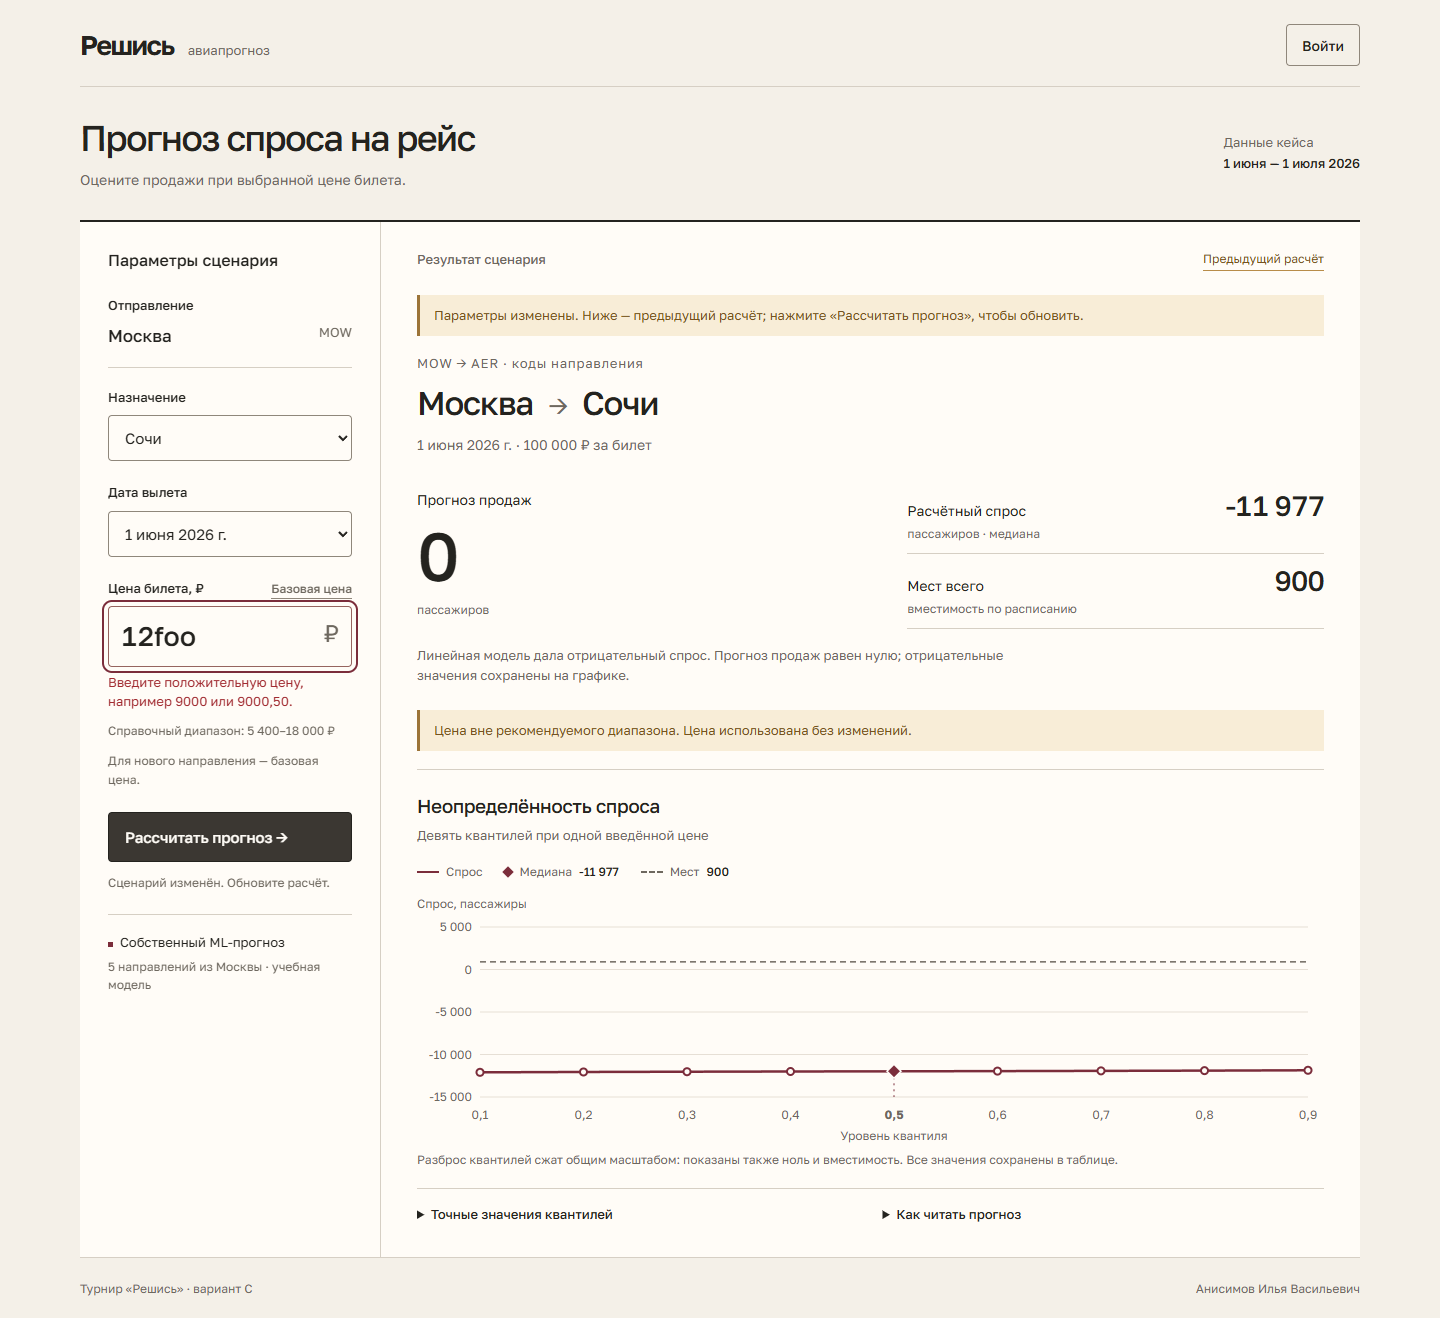 Решись авиапрогноз
Войти
Прогноз спроса на рейс
Оцените продажи при выбранной цене билета.
Данные кейса
1 июня — 1 июля 2026
Параметры сценария
Отправление
Москва MOW
Назначение
Сочи
Дата вылета
1 июня 2026 г.
Цена билета, ₽ Базовая цена
12foo ₽
Введите положительную цену,
например 9000 или 9000,50.
Справочный диапазон: 5 400–18 000 ₽
Для нового направления — базовая
цена.
Рассчитать прогноз →
Сценарий изменён. Обновите расчёт.
Собственный ML-прогноз
5 направлений из Москвы · учебная
модель
Результат сценария
Предыдущий расчёт
Параметры изменены. Ниже — предыдущий расчёт; нажмите «Рассчитать прогноз», чтобы обновить.
MOW → AER · коды направления
Москва → Сочи
1 июня 2026 г. · 100 000 ₽ за билет
Прогноз продаж
0
пассажиров
Расчётный спрос -11 977
пассажиров · медиана
Мест всего 900
вместимость по расписанию
Линейная модель дала отрицательный спрос. Прогноз продаж равен нулю; отрицательные
значения сохранены на графике.
Цена вне рекомендуемого диапазона. Цена использована без изменений.
Неопределённость спроса
Девять квантилей при одной введённой цене
Спрос Медиана -11 977 Мест 900
Спрос, пассажиры
5 000
0
-5 000
-10 000
-15 000
0,1 0,2 0,3 0,4 0,5 0,6 0,7 0,8 0,9
Уровень квантиля
Разброс квантилей сжат общим масштабом: показаны также ноль и вместимость. Все значения сохранены в таблице.
Точные значения квантилей
Как читать прогноз
Турнир «Решись» · вариант C
Анисимов Илья Васильевич